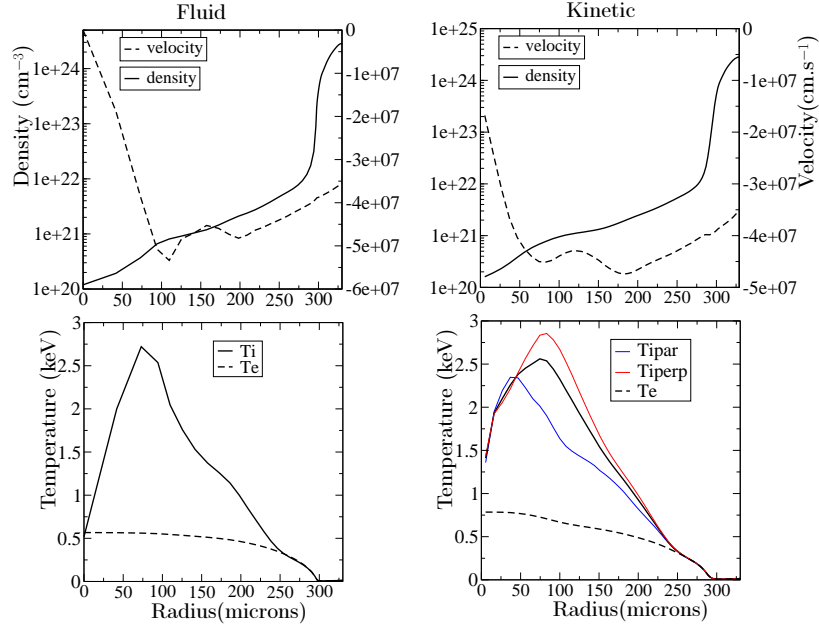 Fluid
Kinetic
Density (cm−3)
1e+24
1e+23
1e+22
1e+21
1e+20
velocity
density
0
-1e+07
-2e+07
-3e+07
-4e+07
-5e+07
-6e+07
0 50 100 150 200 250 300
1e+25
1e+24
1e+23
1e+22
1e+21
1e+20
velocity
density
0
-1e+07
-2e+07
-3e+07
-4e+07
-5e+07
Velocity(cm.s−1)
0 50 100 150 200 250 300
Temperature (keV)
3
2.5
2
1.5
1
0.5
0
Ti
Te
0 50 100 150 200 250 300
Radius(microns)
Temperature (keV)
3
2.5
2
1.5
1
0.5
0
Tipar
Tiperp
Te
0 50 100 150 200 250 300
Radius(microns)